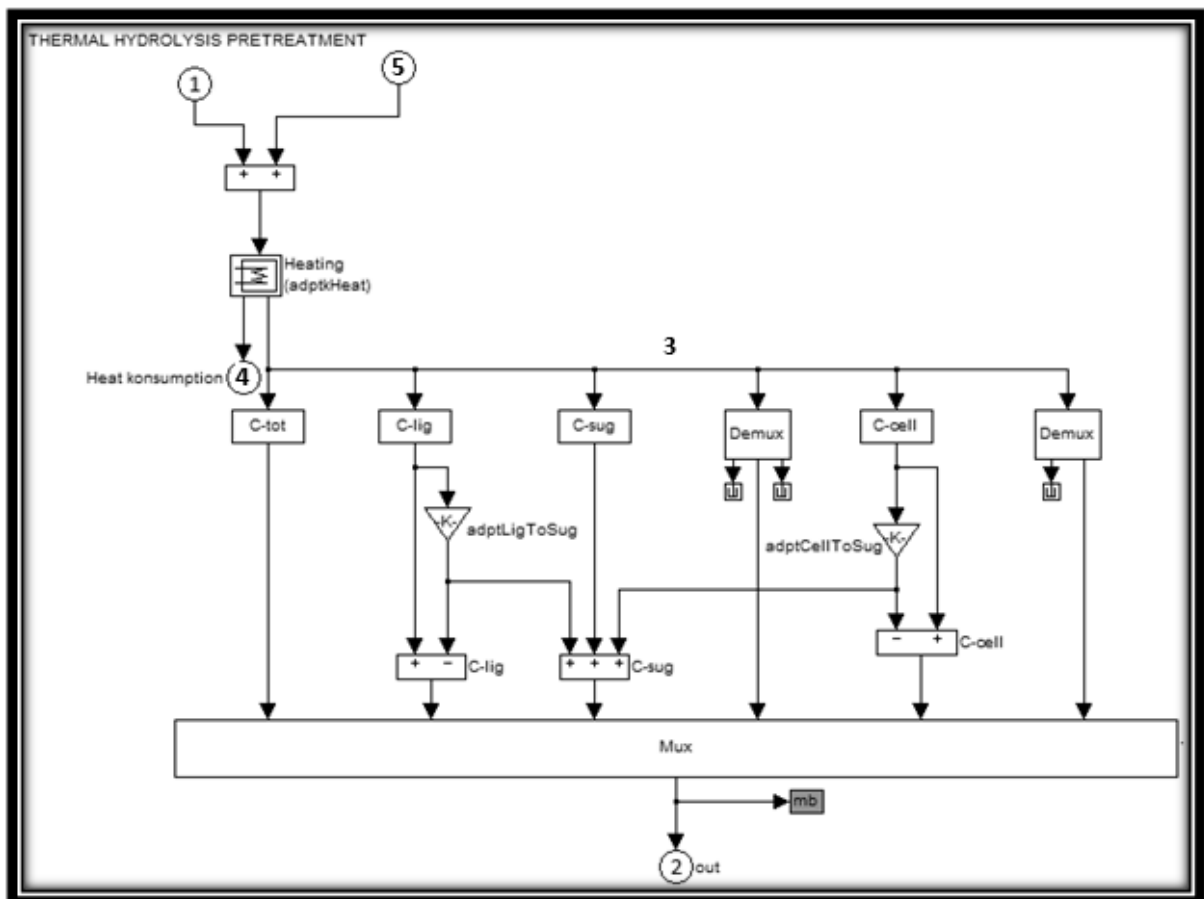 THERMAL HYDROLYSIS PRETREATMENT
1
5
+ +
Heating
(adptkHeat)
3
Heat konsumption 4
C-tot
C-lig
C-sug
Demux
C-cell
Demux
-K-
adptLigToSug
adptCellToSug
-K-
- +
C-cell
+ -
C-lig
+ + +
C-sug
Mux
mb
2
out